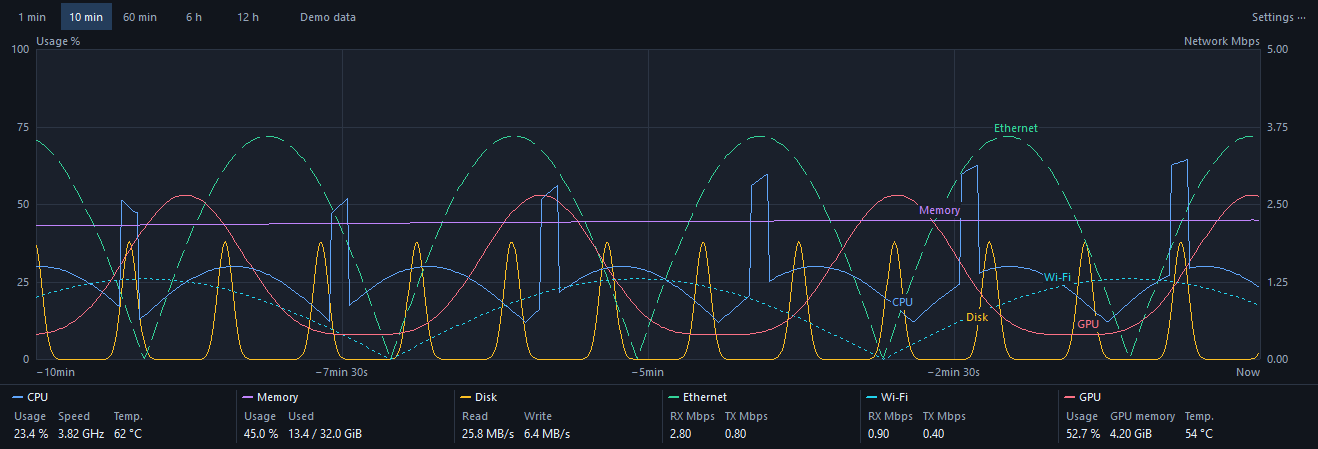 1 min 10 min 60 min 6 h 12 h Demo data Settings ···
Usage % Network Mbps
100 5.00
Ethernet
75 3.75
50 2.50
Memory
25 1.25
Wi-Fi
CPU
Disk
GPU
0 0.00
−10min −7min 30s −5min −2min 30s Now
CPU Memory Disk Ethernet Wi-Fi GPU
Usage Speed Temp. Usage Used Read Write RX Mbps TX Mbps RX Mbps TX Mbps Usage GPU memory Temp.
23.4 % 3.82 GHz 62 °C 45.0 % 13.4 / 32.0 GiB 25.8 MB/s 6.4 MB/s 2.80 0.80 0.90 0.40 52.7 % 4.20 GiB 54 °C